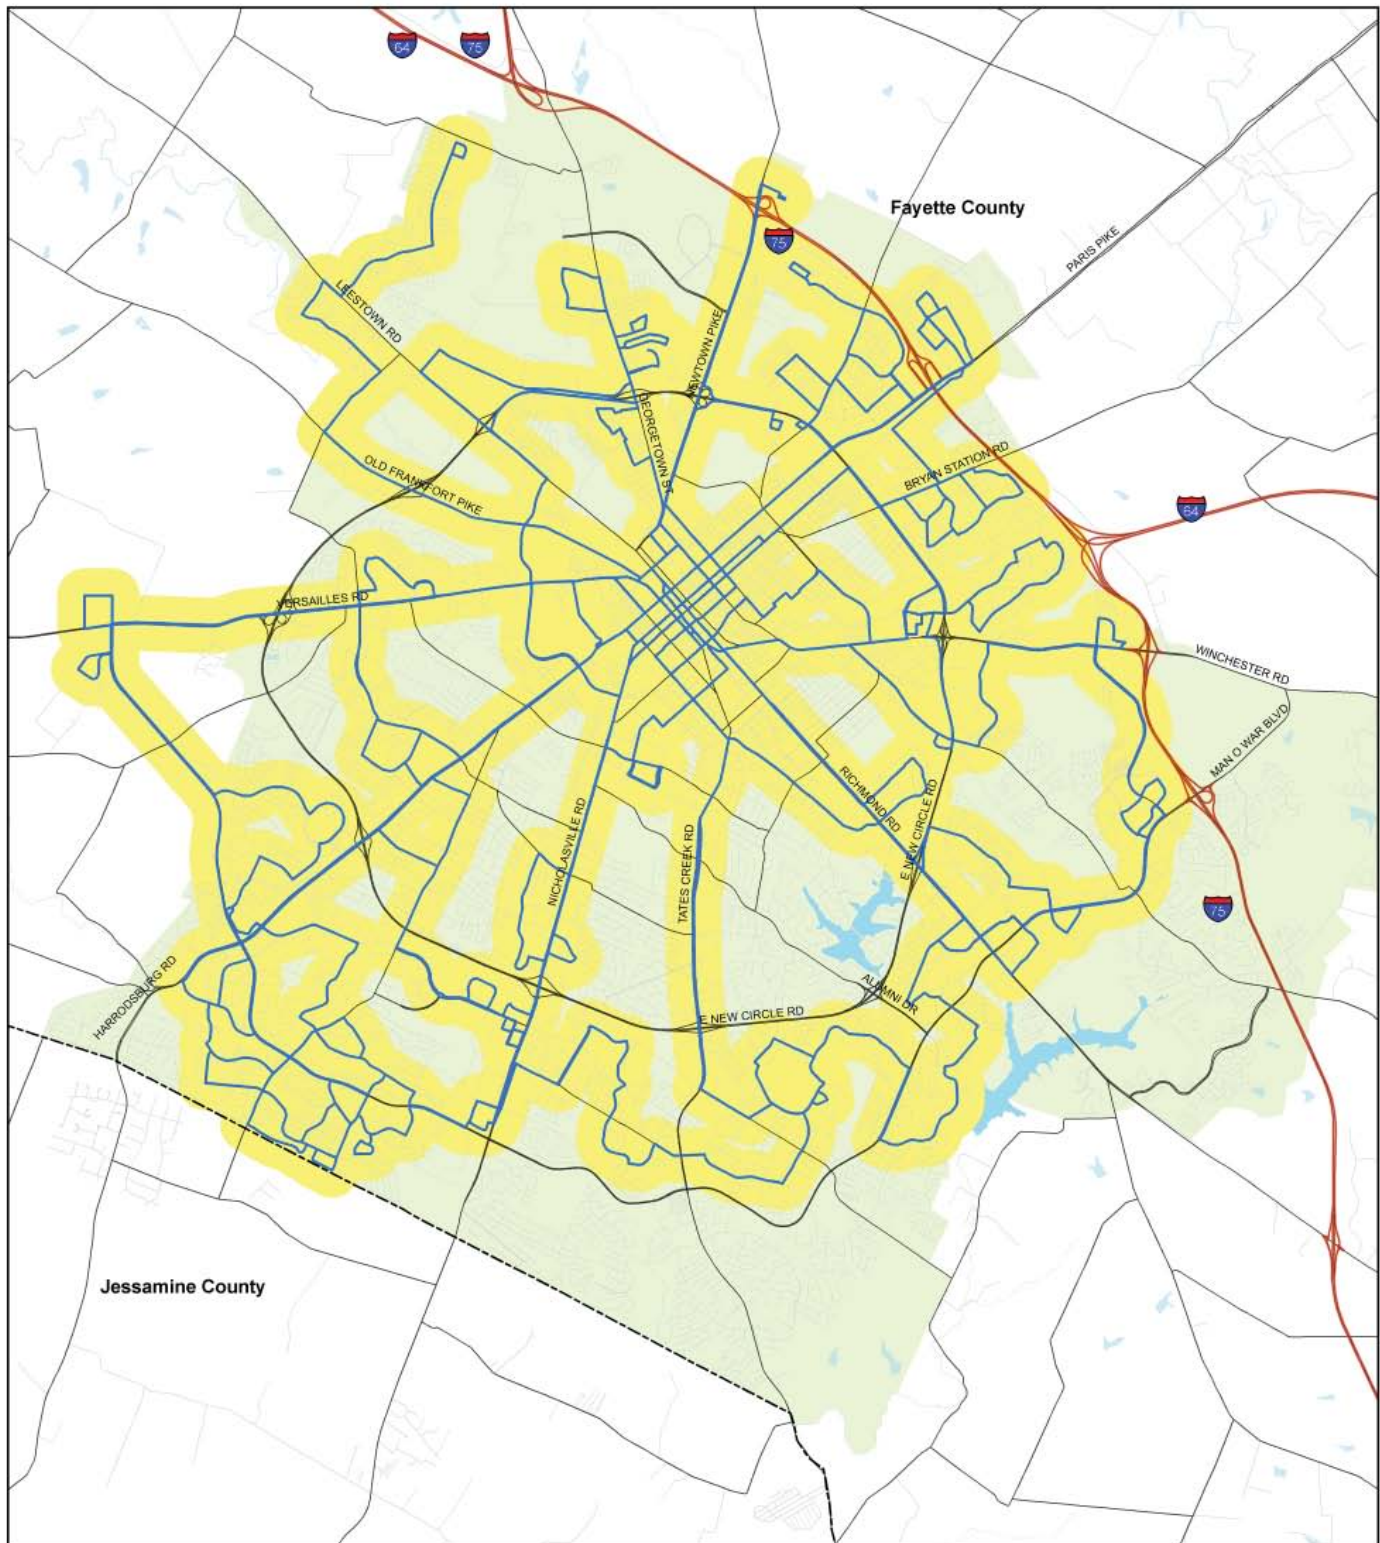 64
75
Fayette County
75
PARIS PIKE
LEESTOWN RD
NEWTOWN PIKE
GEORGETOWN ST
OLD FRANKFORT PIKE
BRYAN STATION RD
64
VERSAILLES RD
WINCHESTER RD
MAN O WAR BLVD
RICHMOND RD
E NEW CIRCLE RD
NICHOLASVILLE RD
TATES CREEK RD
75
HARRODSBURG RD
ALUMNI DR
E NEW CIRCLE RD
Jessamine County